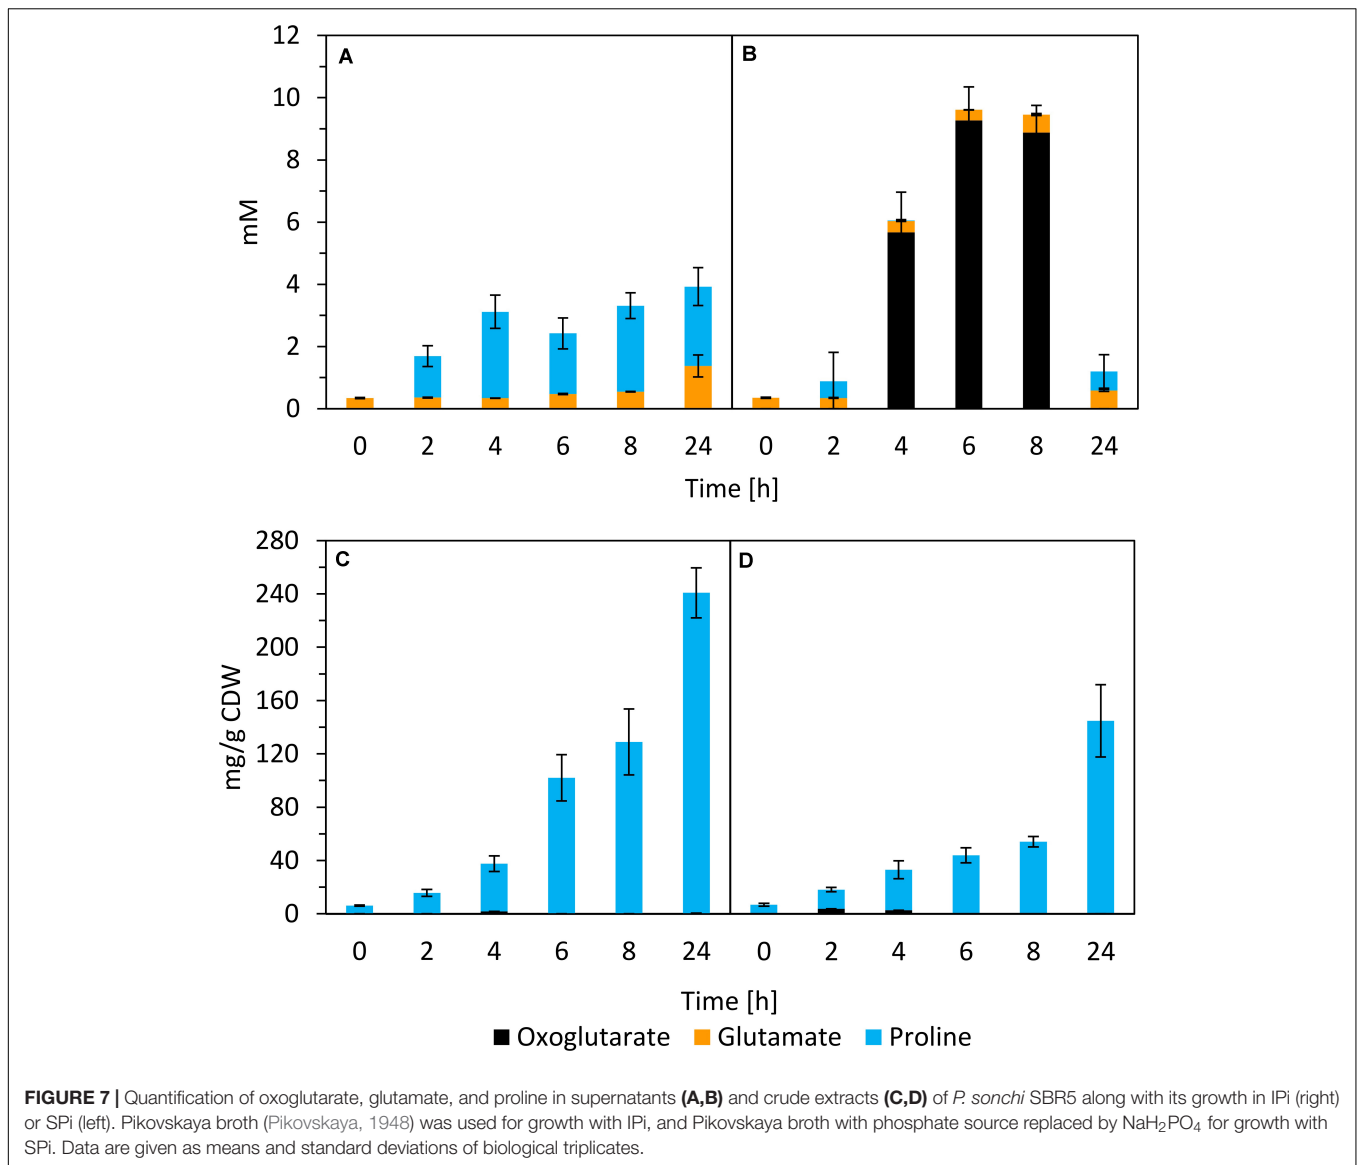 12
10
8
6
4
2
0
mM
A
B
0 2 4 6 8 24 0 2 4 6 8 24
Time [h]
280
240
200
160
120
80
40
0
mg/g CDW
C
D
0 2 4 6 8 24 0 2 4 6 8 24
Time [h]
Oxoglutarate Glutamate Proline
FIGURE 7 | Quantification of oxoglutarate, glutamate, and proline in supernatants (A,B) and crude extracts (C,D) of P. sonchi SBR5 along with its growth in IPi (right)
or SPi (left). Pikovskaya broth (Pikovskaya, 1948) was used for growth with IPi, and Pikovskaya broth with phosphate source replaced by NaH₂PO₄ for growth with
SPi. Data are given as means and standard deviations of biological triplicates.